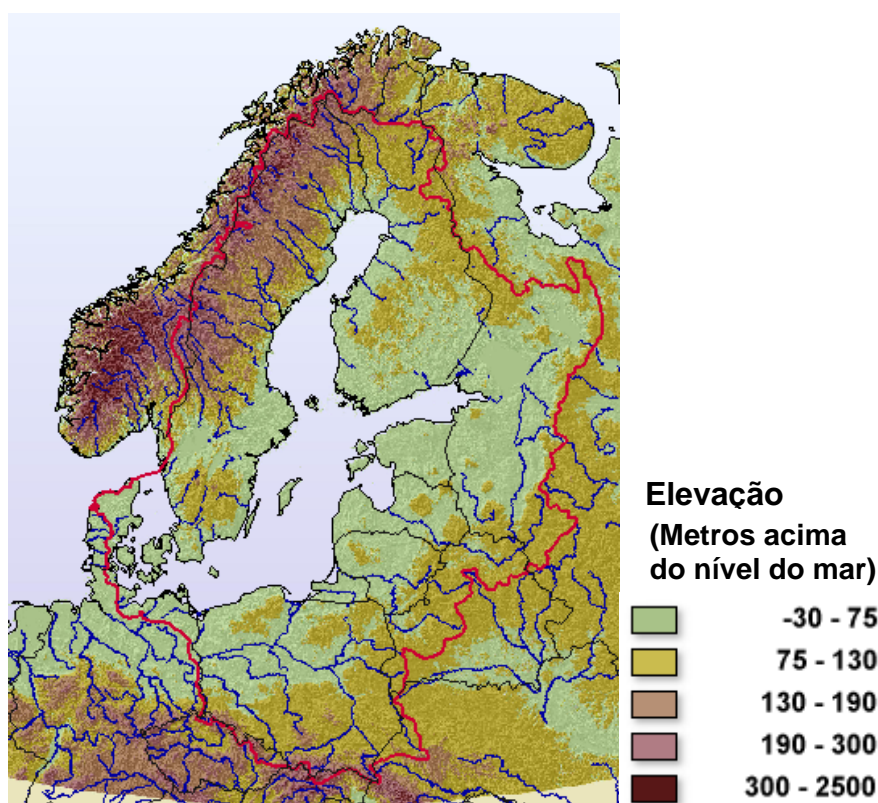 Elevação
(Metros acima
do nível do mar)
-30 - 75
75 - 130
130 - 190
190 - 300
300 - 2500